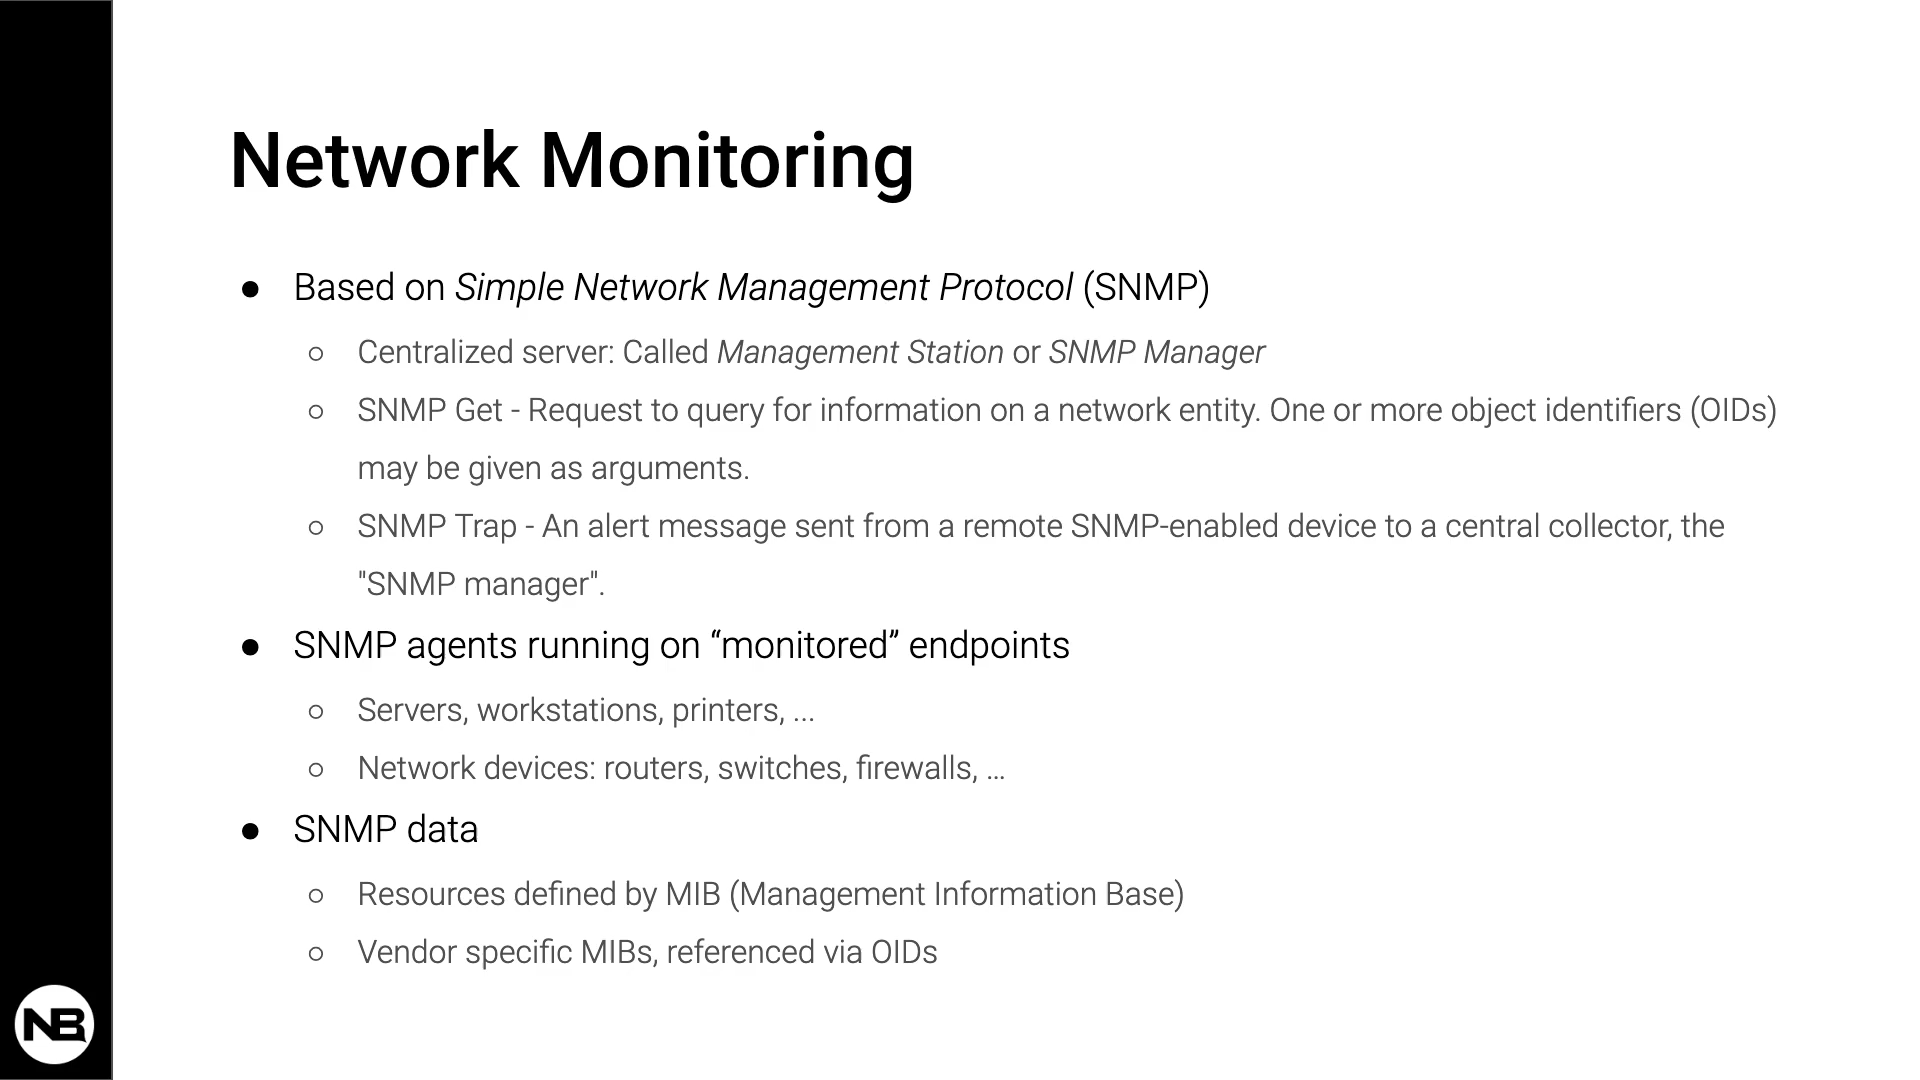 Network Monitoring
● Based on Simple Network Management Protocol (SNMP)
○ Centralized server: Called Management Station or SNMP Manager
○ SNMP Get - Request to query for information on a network entity. One or more object identifiers (OIDs)
may be given as arguments.
○ SNMP Trap - An alert message sent from a remote SNMP-enabled device to a central collector, the
"SNMP manager".
● SNMP agents running on “monitored” endpoints
○ Servers, workstations, printers, ...
○ Network devices: routers, switches, firewalls, …
● SNMP data
○ Resources defined by MIB (Management Information Base)
○ Vendor specific MIBs, referenced via OIDs
NB